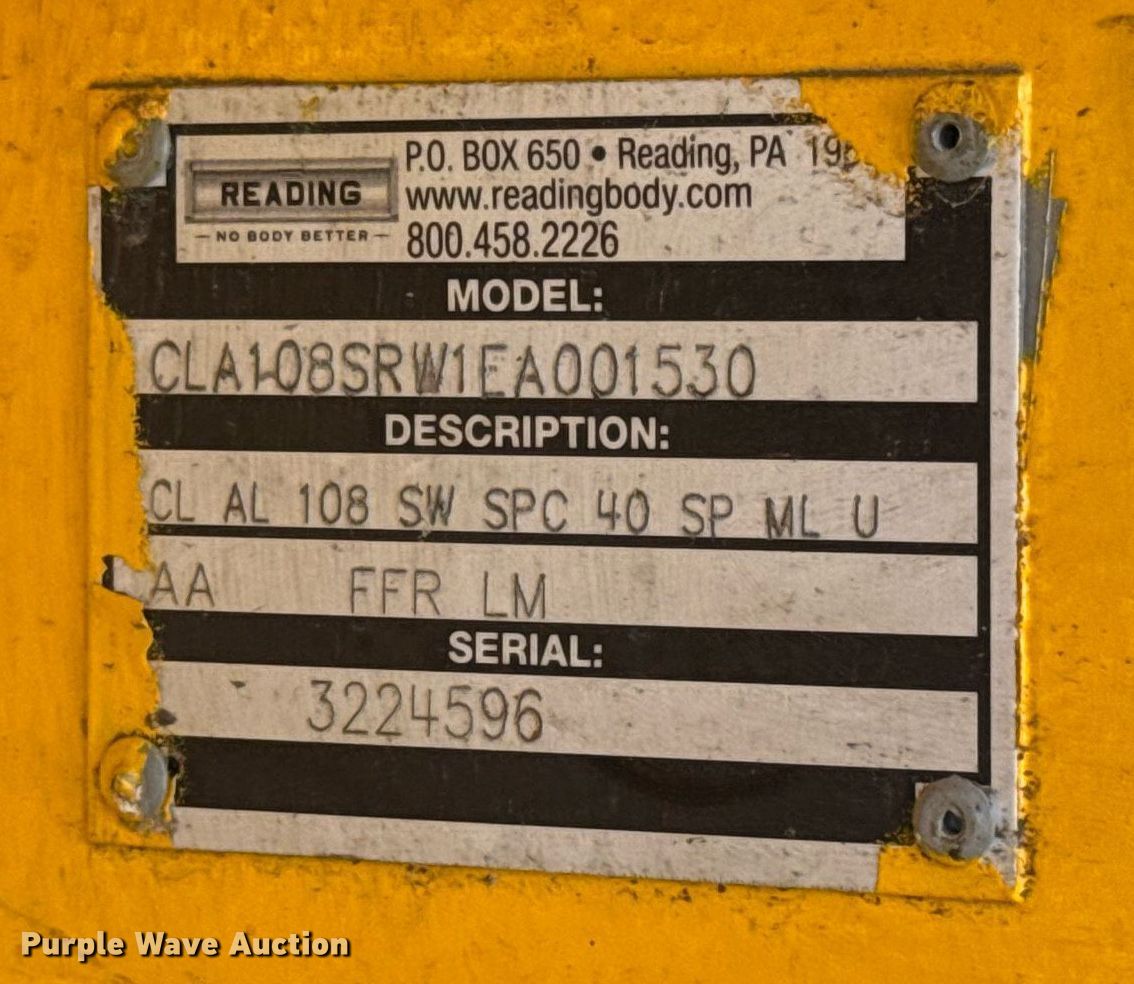 READING
— NO BODY BETTER —
P.O. BOX 650 • Reading, PA
www.readingbody.com
800.458.2226
MODEL:
CLA108SRW1EA001530
DESCRIPTION:
CL AL 108 SW SPC 40 SP ML U
AA FFR LM
SERIAL:
3224596
Purple Wave Auction